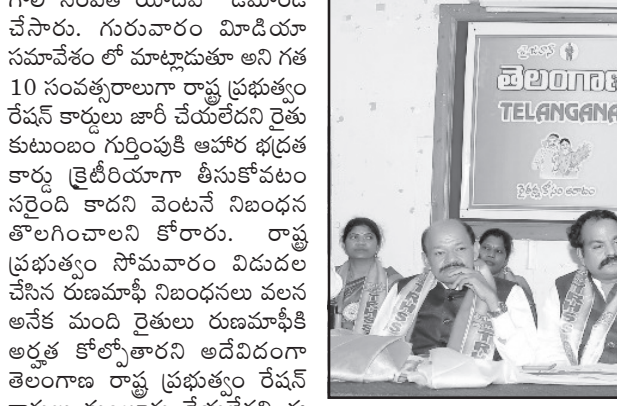 గాల సంపత్ యాదవ్ డిమాండ్
చేసారు. గురువారం మీడియా
సమావేశం లో మాట్లాడుతూ అని గత
10 సంవత్సరాలుగా రాష్ట్ర ప్రభుత్వం
రేషన్ కార్డులు జారీ చేయలేదని రైతు
కుటుంబం గుర్తింపుకి ఆహార భద్రత
కార్డు క్రైటీరియాగా తీసుకోవటం
సరైంది కాదని వెంటనే నిబంధన
తొలగించాలని కోరారు. రాష్ట్ర
ప్రభుత్వం సోమవారం విడుదల
చేసిన రుణమాఫీ నిబంధనలు వలన
అనేక మంది రైతులు రుణమాఫీకి
అర్హత కోల్పోతారని అదేవిదంగా
తెలంగాణ రాష్ట్ర ప్రభుత్వం రేషన్
జైకిసాన్
తెలంగాణ
TELANGANA